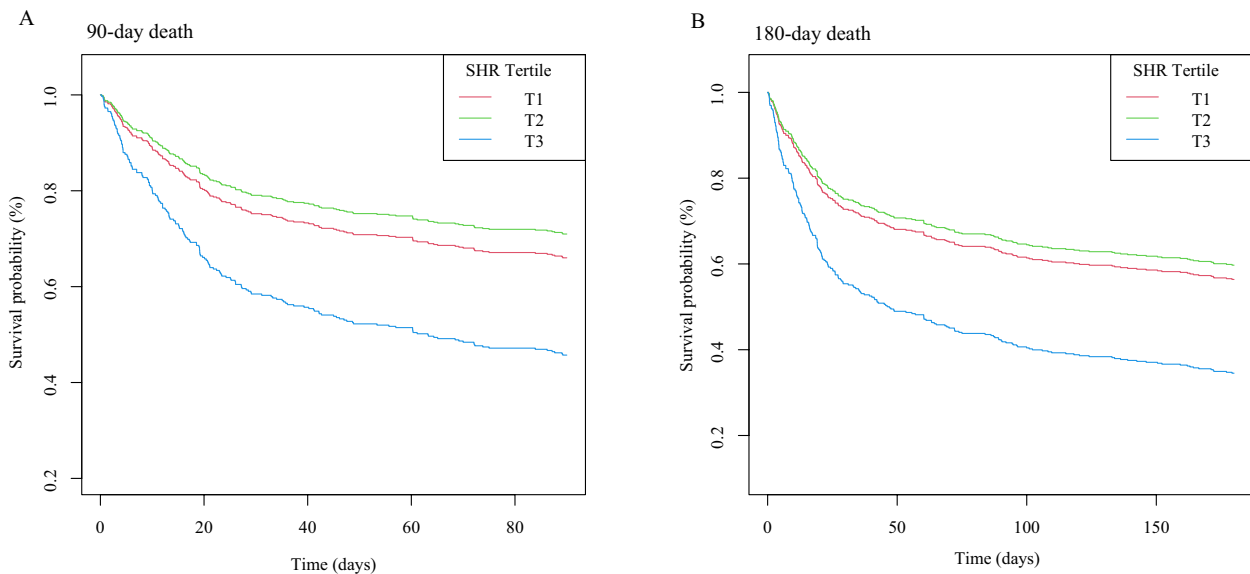 A
90-day death
SHR Tertile
T1
T2
T3
Survival probability (%)
1.0
0.8
0.6
0.4
0.2
0
20
40
60
80
Time (days)
B
180-day death
SHR Tertile
T1
T2
T3
Survival probability (%)
1.0
0.8
0.6
0.4
0.2
0
50
100
150
Time (days)